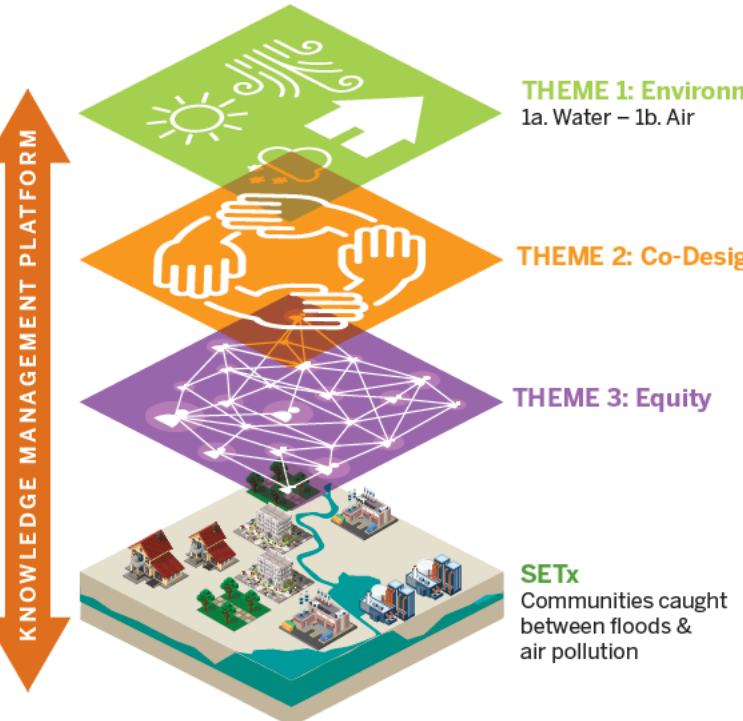 KNOWLEDGE MANAGEMENT PLATFORM
THEME 1: Environm
1a. Water – 1b. Air
THEME 2: Co-Desig
THEME 3: Equity
SETx
Communities caught
between floods &
air pollution